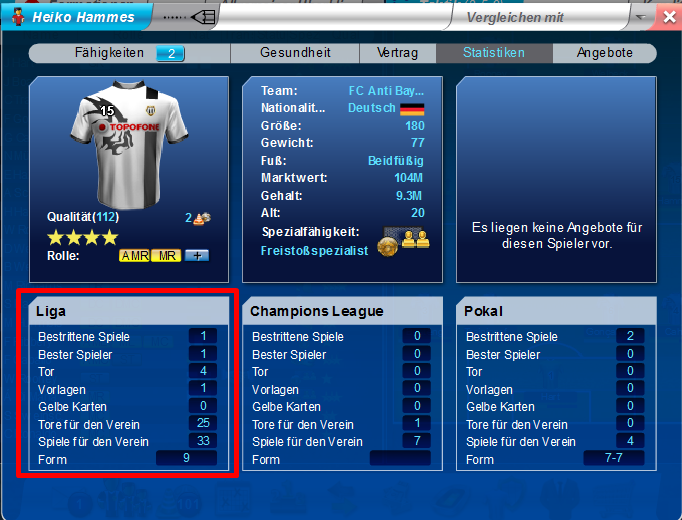 Heiko Hammes
Vergleichen mit
Fähigkeiten 2 Gesundheit Vertrag Statistiken Angebote
15
TOPOFONE
Qualität(112) 2
Rolle: AMR MR +
Team: FC Anti Bay...
Nationalit... Deutsch
Größe: 180
Gewicht: 77
Fuß: Beidfüßig
Marktwert: 104M
Gehalt: 9.3M
Alt: 20
Spezialfähigkeit:
Freistoßspezialist
Es liegen keine Angebote für
diesen Spieler vor.
Liga
Bestrittene Spiele 1
Bester Spieler 1
Tor 4
Vorlagen 1
Gelbe Karten 0
Tore für den Verein 25
Spiele für den Verein 33
Form 9
Champions League
Bestrittene Spiele 0
Bester Spieler 0
Tor 0
Vorlagen 0
Gelbe Karten 0
Tore für den Verein 1
Spiele für den Verein 7
Form
Pokal
Bestrittene Spiele 2
Bester Spieler 0
Tor 0
Vorlagen 0
Gelbe Karten 0
Tore für den Verein 0
Spiele für den Verein 4
Form 7-7